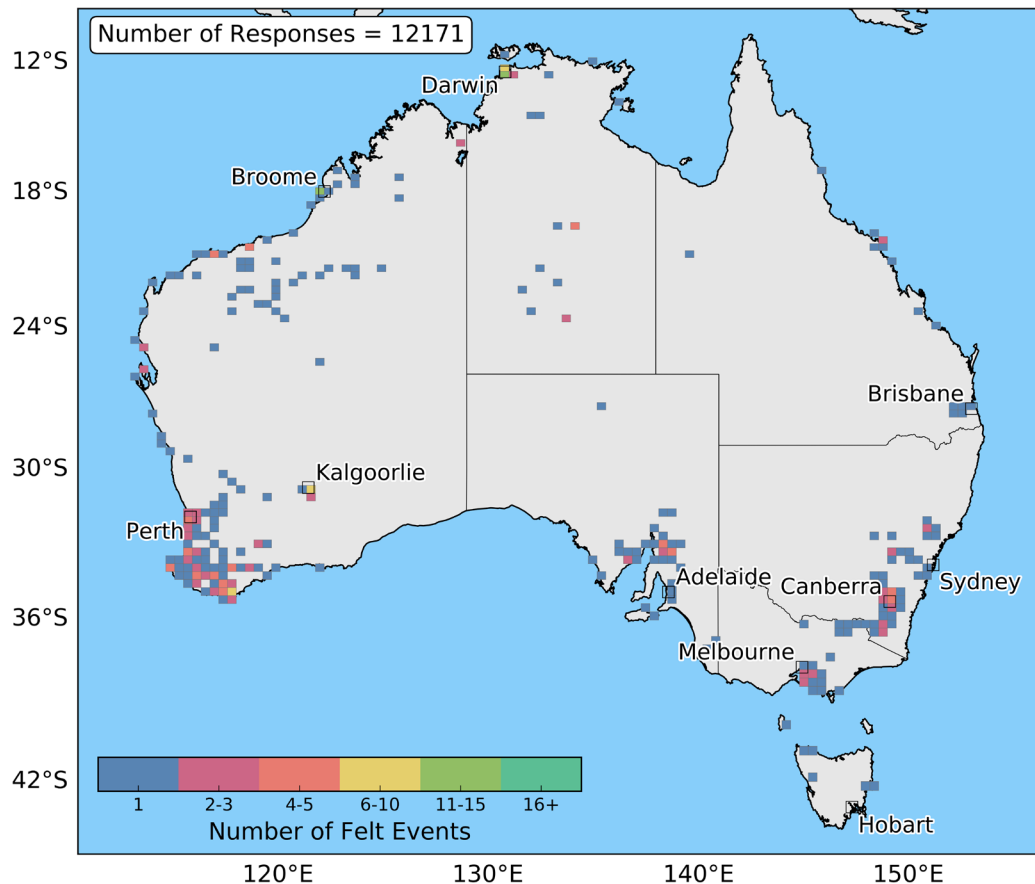 Number of Responses = 12171
12°S
Darwin
Broome
18°S
24°S
Brisbane
30°S
Kalgoorlie
Perth
Adelaide
Canberra
Sydney
36°S
Melbourne
42°S
1 2-3 4-5 6-10 11-15 16+
Number of Felt Events
Hobart
120°E 130°E 140°E 150°E